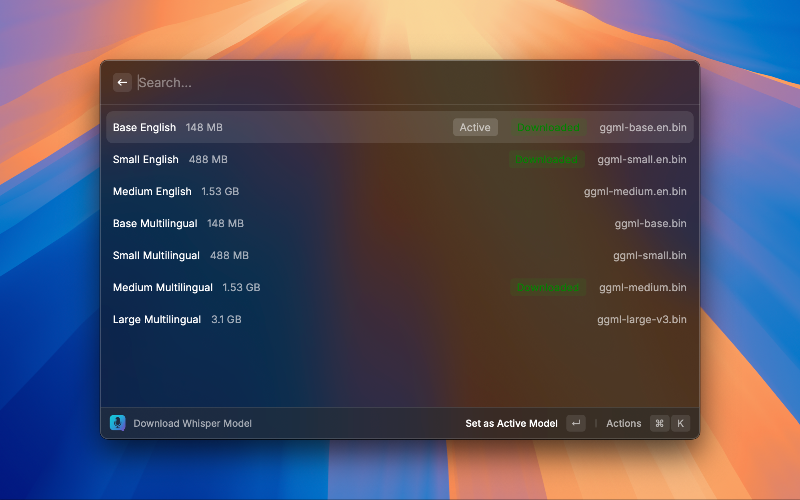 Search...
Base English 148 MB Active Downloaded ggml-base.en.bin
Small English 488 MB Downloaded ggml-small.en.bin
Medium English 1.53 GB ggml-medium.en.bin
Base Multilingual 148 MB ggml-base.bin
Small Multilingual 488 MB ggml-small.bin
Medium Multilingual 1.53 GB Downloaded ggml-medium.bin
Large Multilingual 3.1 GB ggml-large-v3.bin
Download Whisper Model Set as Active Model ↵ Actions ⌘ K